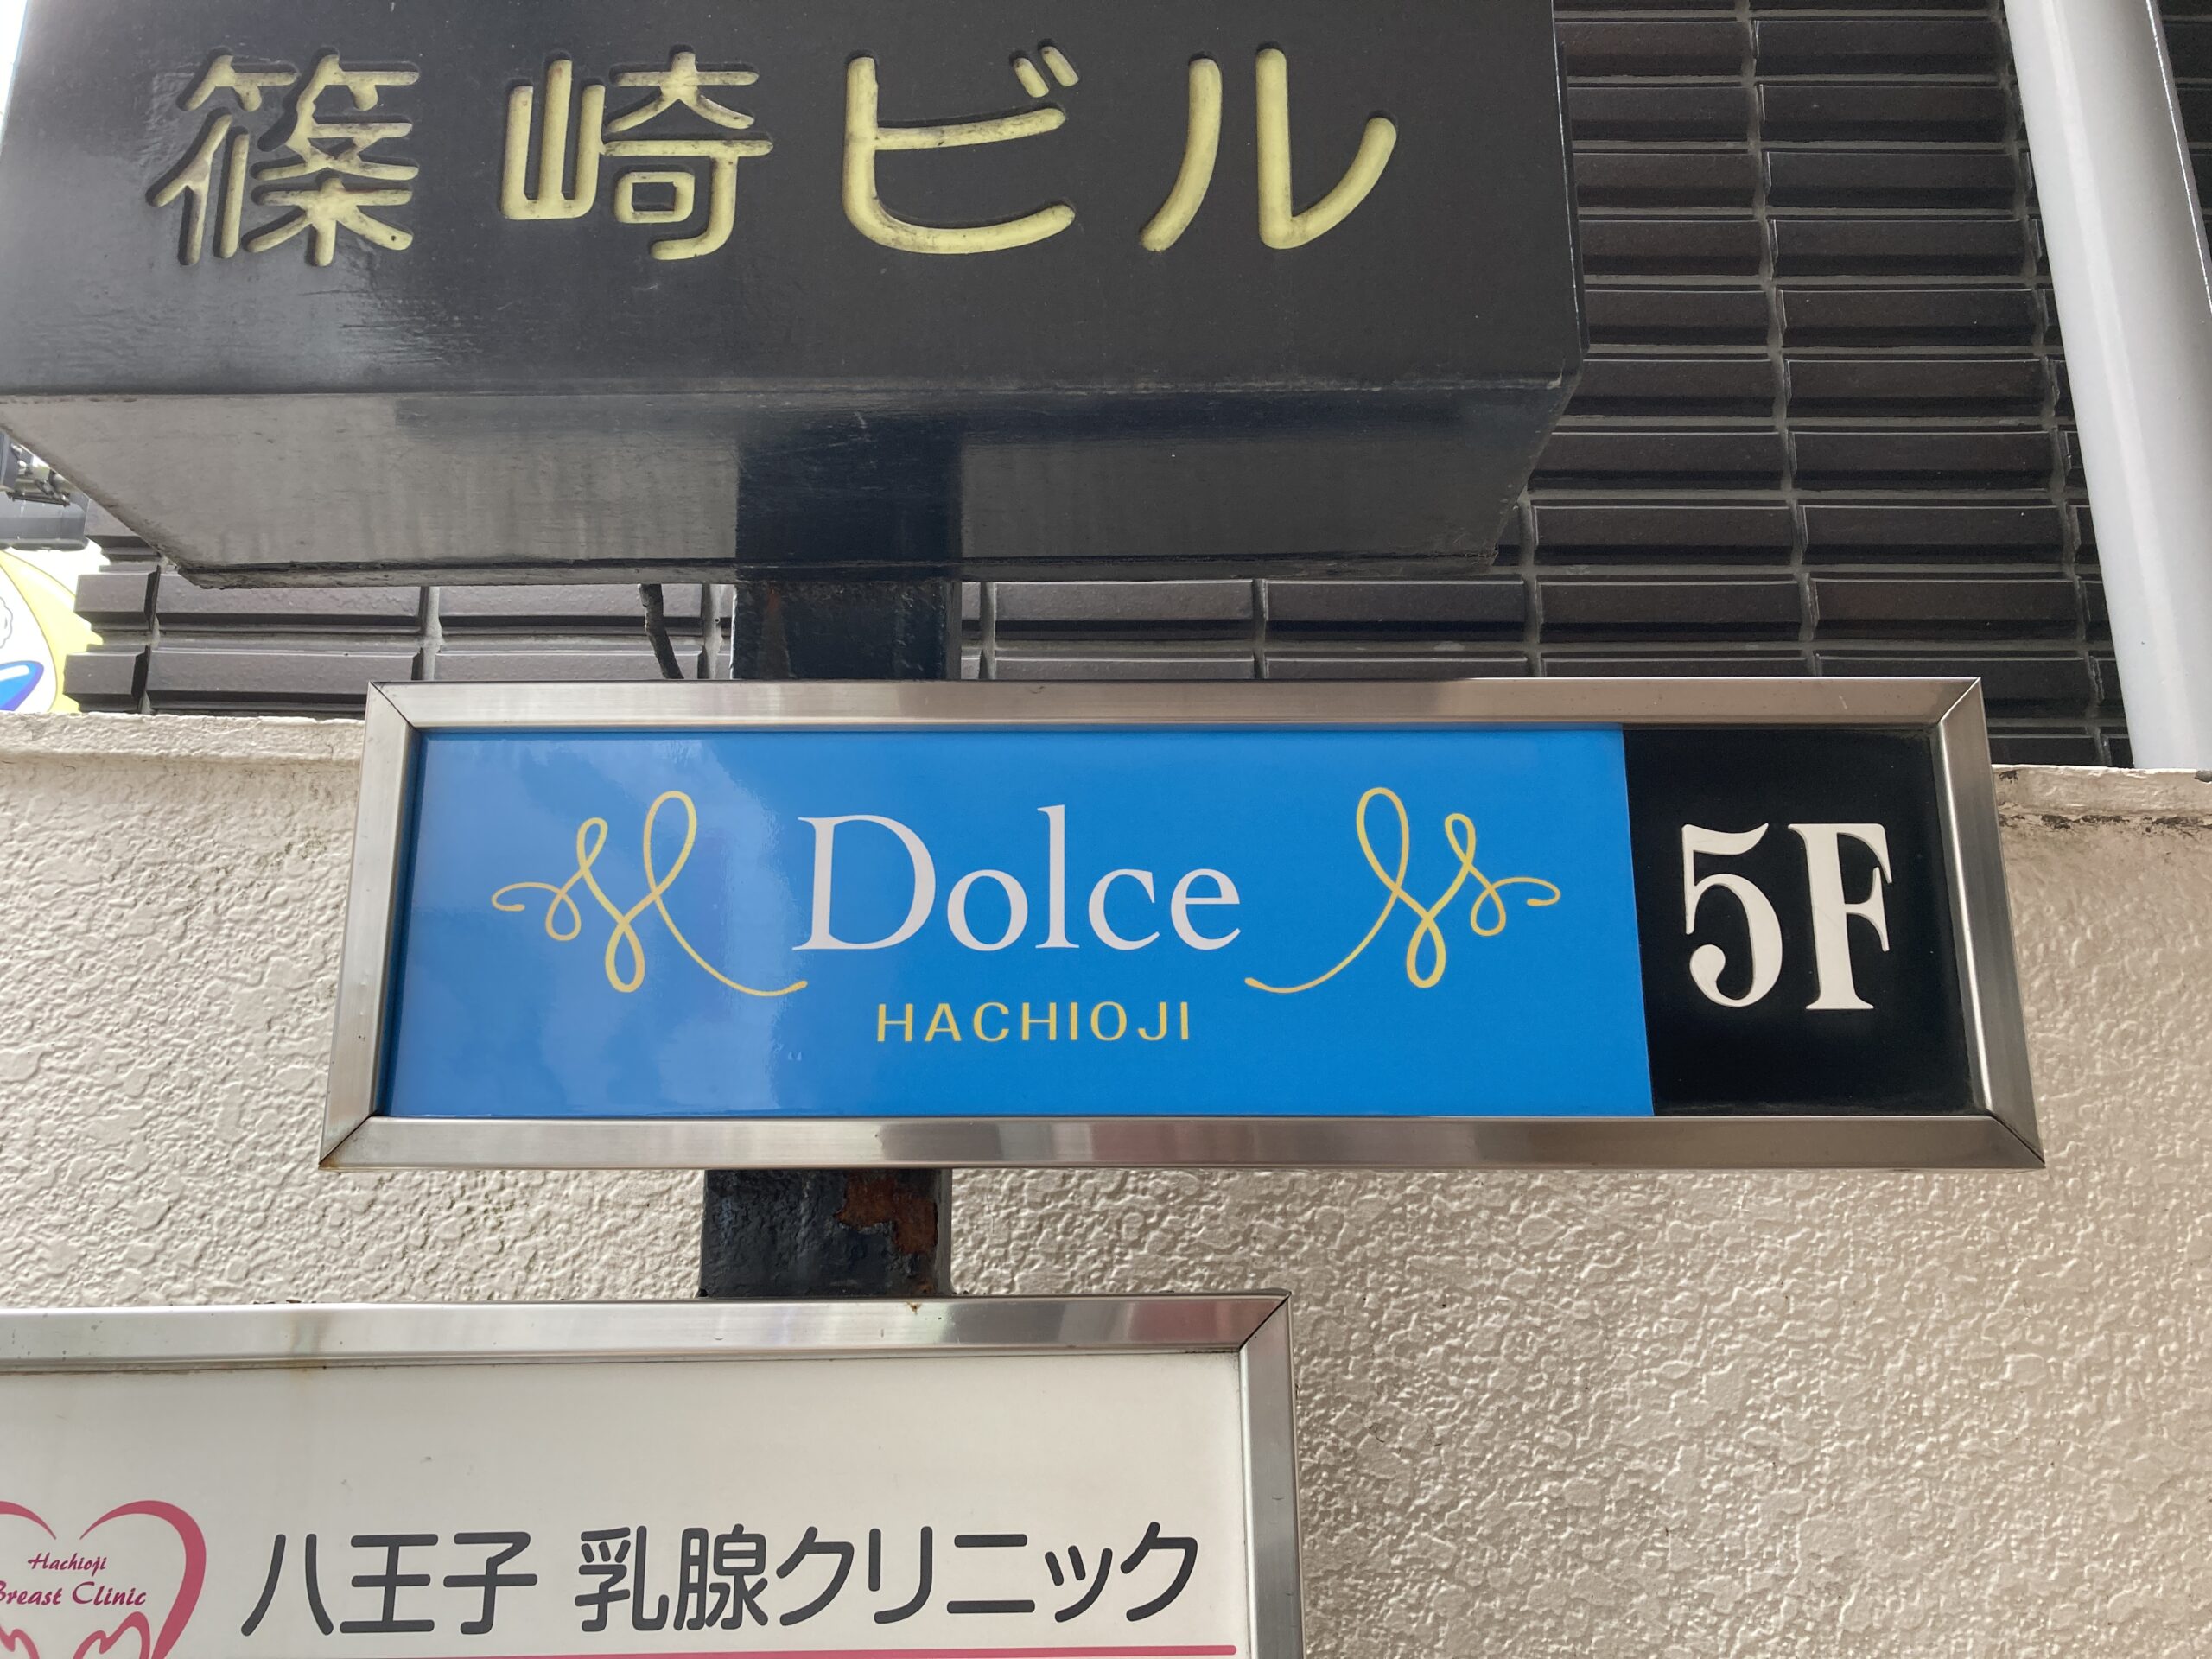 篠崎ビル
Dolce
HACHIOJI
5F
Hachioji
Breast Clinic
八王子 乳腺クリニック